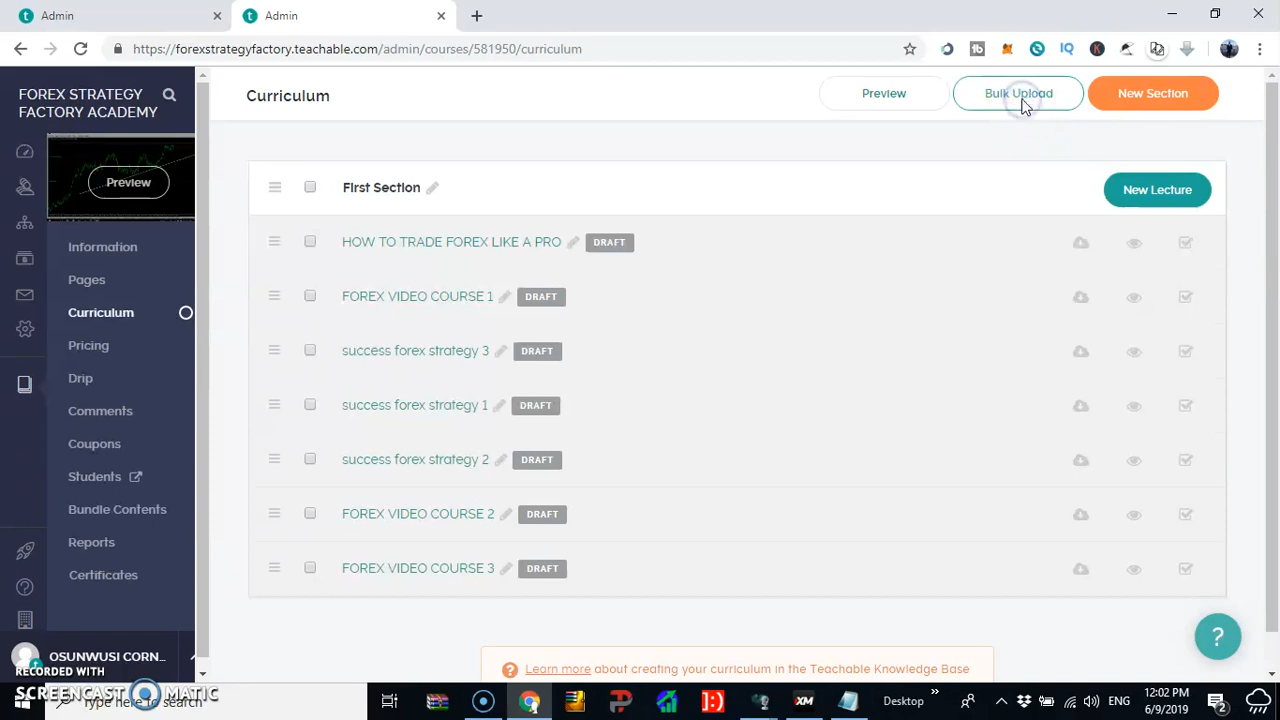 Admin
Admin
https://forexstrategyfactory.teachable.com/admin/courses/581950/curriculum
FOREX STRATEGY
FACTORY ACADEMY
Preview
Information
Pages
Curriculum
Pricing
Drip
Comments
Coupons
Students
Bundle Contents
Reports
Certificates
OSUNWUSI CORN...
Curriculum
Preview
Bulk Upload
New Section
First Section
New Lecture
HOW TO TRADE FOREX LIKE A PRO DRAFT
FOREX VIDEO COURSE 1 DRAFT
success forex strategy 3 DRAFT
success forex strategy 1 DRAFT
success forex strategy 2 DRAFT
FOREX VIDEO COURSE 2 DRAFT
FOREX VIDEO COURSE 3 DRAFT
Learn more about creating your curriculum in the Teachable Knowledge Base
RECORDED WITH
SCREENCAST MATIC
Type here to search
Desktop
ENG
12:02 PM
6/9/2019
2